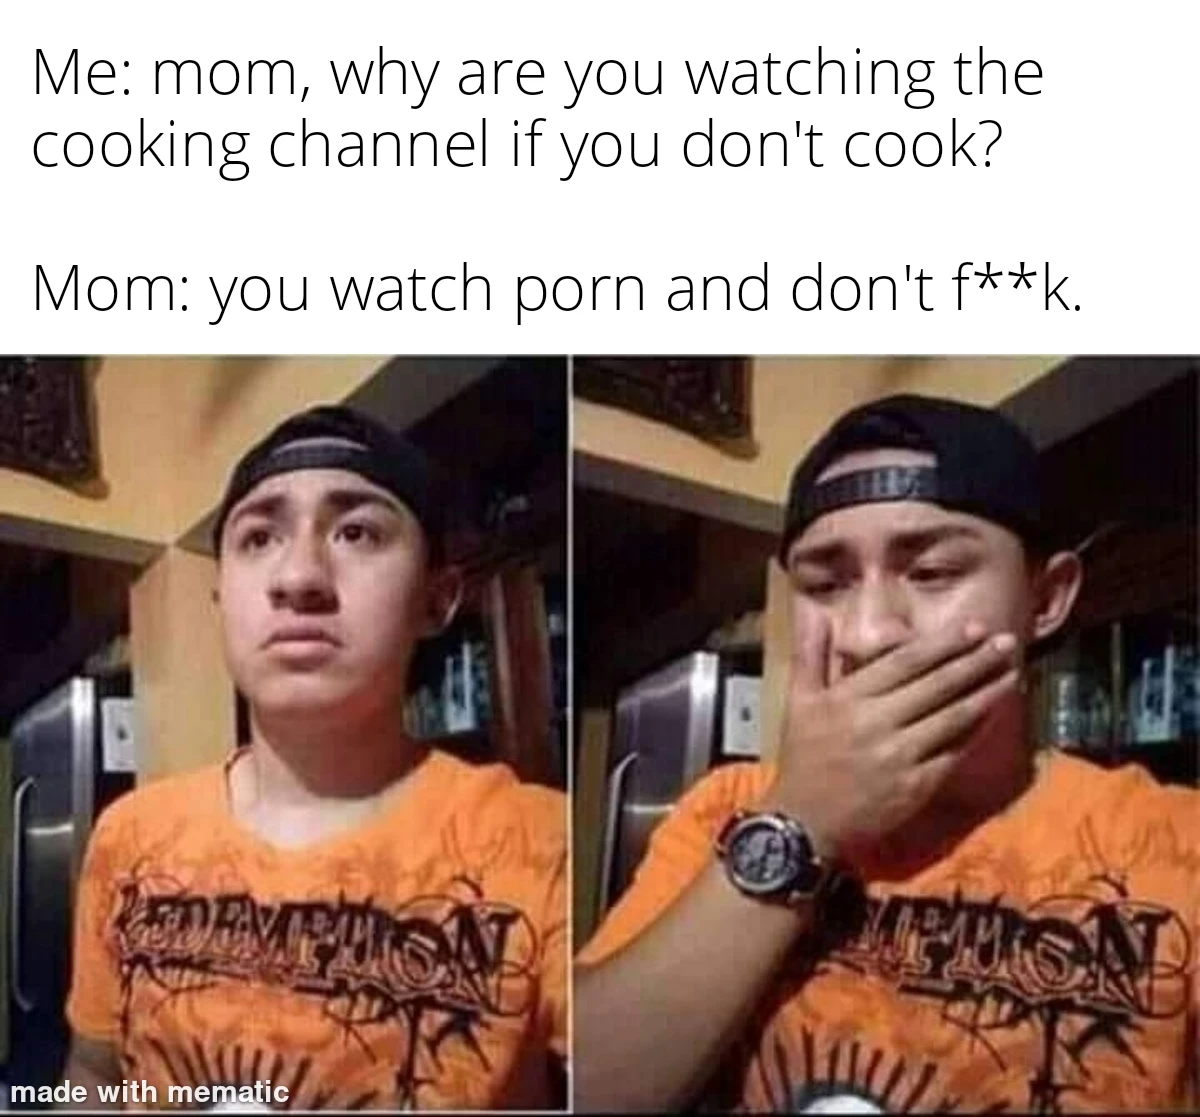 Me: mom, why are you watching the
cooking channel if you don't cook?
Mom: you watch porn and don't f**k.
made with mematic